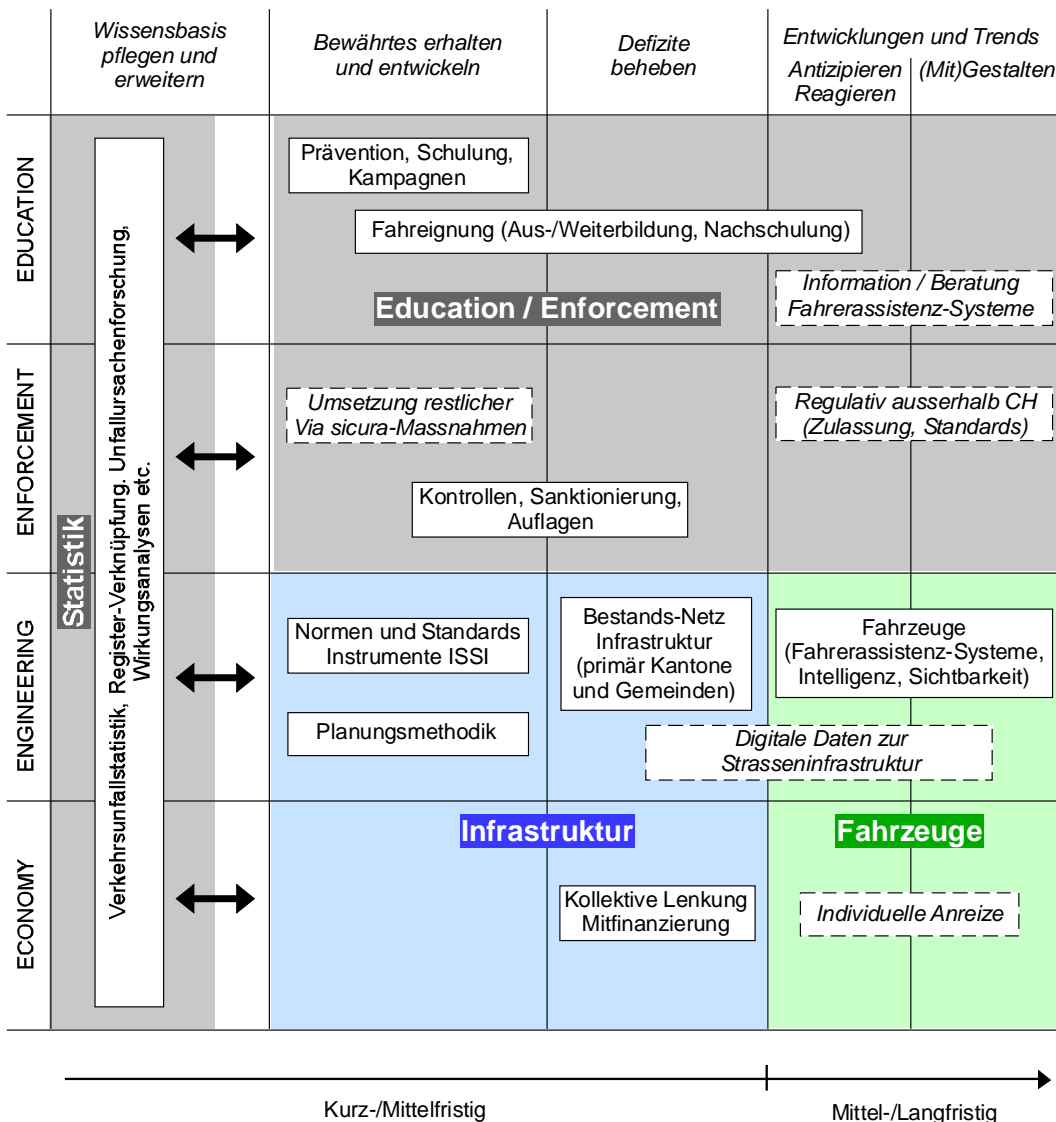 Wissensbasis
pflegen und
erweitern
Bewährtes erhalten
und entwickeln
Defizite
beheben
Entwicklungen und Trends
Antizipieren
Reagieren
(Mit)Gestalten
EDUCATION
Prävention, Schulung,
Kampagnen
Fahreignung (Aus-/Weiterbildung, Nachschulung)
Information / Beratung
Fahrerassistenz-Systeme
Education / Enforcement
ENFORCEMENT
Umsetzung restlicher
Via sicura-Massnahmen
Regulativ ausserhalb CH
(Zulassung, Standards)
Kontrollen, Sanktionierung,
Auflagen
Statistik
Verkehrsunfallstatistik, Register-Verknüpfung. Unfallursachenforschung,
Wirkungsanalysen etc.
ENGINEERING
Normen und Standards
Instrumente ISSI
Bestands-Netz
Infrastruktur
(primär Kantone
und Gemeinden)
Fahrzeuge
(Fahrerassistenz-Systeme,
Intelligenz, Sichtbarkeit)
Planungsmethodik
Digitale Daten zur
Strasseninfrastruktur
ECONOMY
Infrastruktur
Fahrzeuge
Kollektive Lenkung
Mitfinanzierung
Individuelle Anreize
Kurz-/Mittelfristig
Mittel-/Langfristig